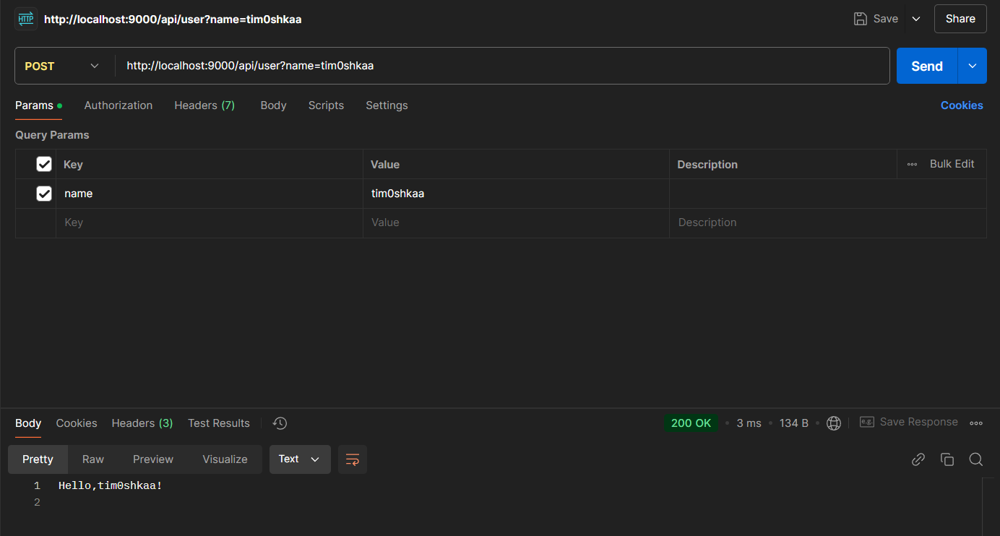 HTTP http://localhost:9000/api/user?name=tim0shkaa Save Share
POST http://localhost:9000/api/user?name=tim0shkaa Send
Params Authorization Headers (7) Body Scripts Settings Cookies
Query Params
Key Value Description Bulk Edit
name tim0shkaa
Key Value Description
Body Cookies Headers (3) Test Results 200 OK 3 ms 134 B e.g. Save Response
Pretty Raw Preview Visualize Text
1 Hello,tim0shkaa!
2